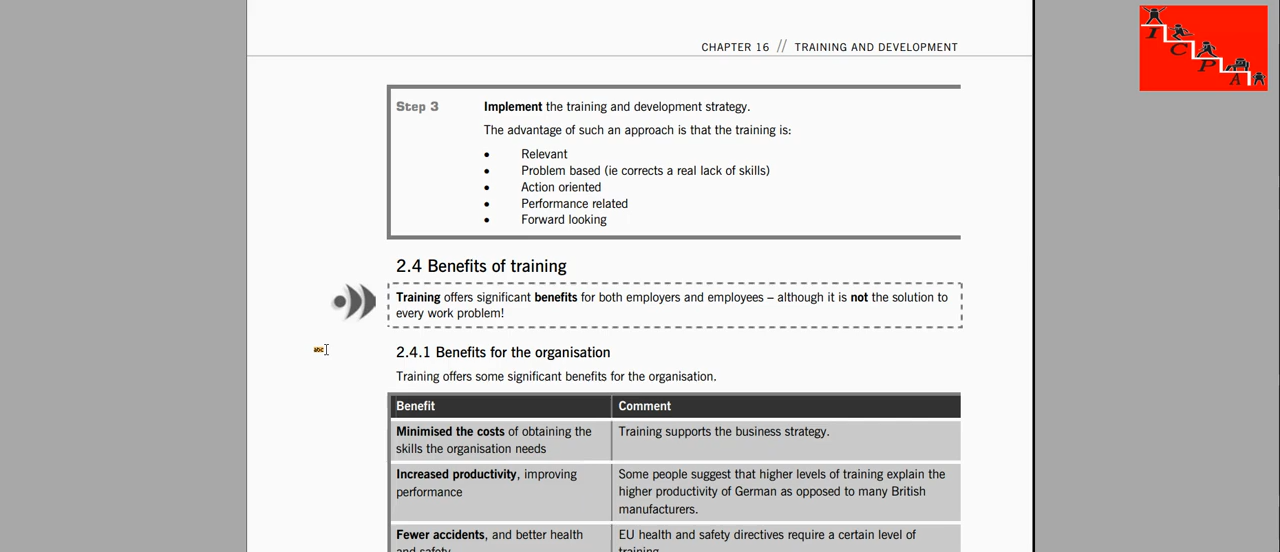 CHAPTER 16 // TRAINING AND DEVELOPMENT
I C P A
Step 3 Implement the training and development strategy.
The advantage of such an approach is that the training is:
• Relevant
• Problem based (ie corrects a real lack of skills)
• Action oriented
• Performance related
• Forward looking
2.4 Benefits of training
Training offers significant benefits for both employers and employees – although it is not the solution to
every work problem!
abc
2.4.1 Benefits for the organisation
Training offers some significant benefits for the organisation.
Benefit Comment
Minimised the costs of obtaining the Training supports the business strategy.
skills the organisation needs
Increased productivity, improving Some people suggest that higher levels of training explain the
performance higher productivity of German as opposed to many British
manufacturers.
Fewer accidents, and better health EU health and safety directives require a certain level of
and safety training.